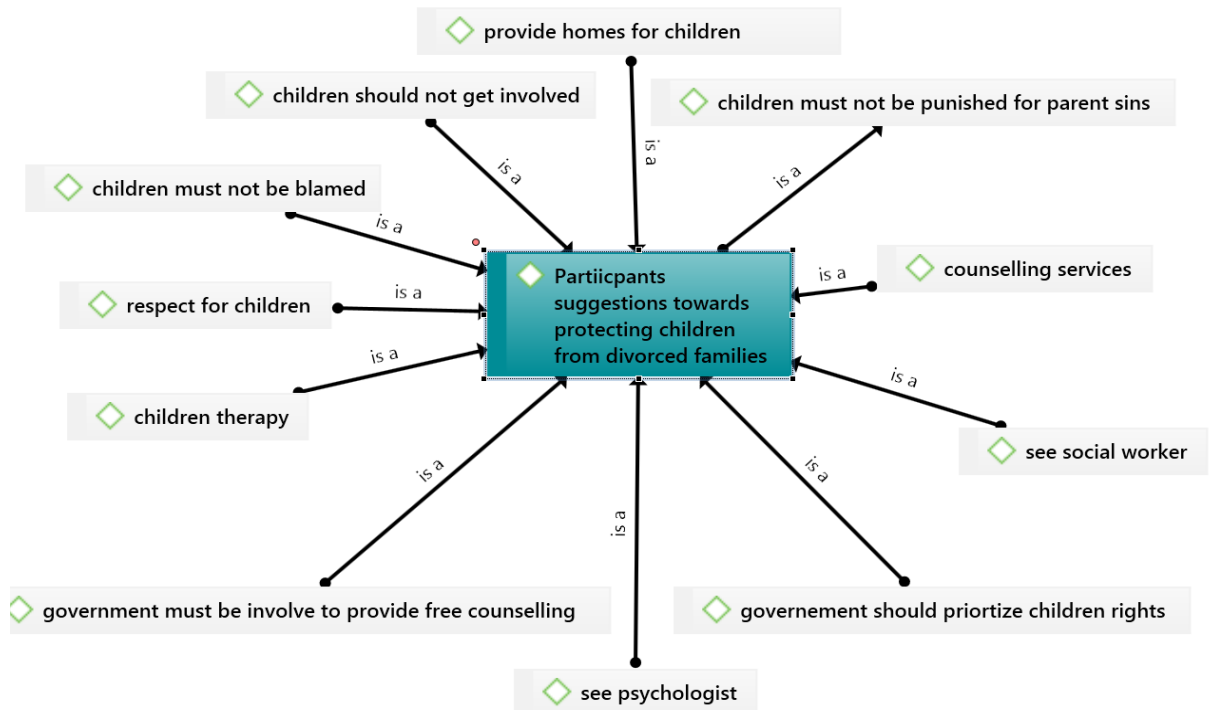 provide homes for children
children should not get involved
children must not be punished for parent sins
is a
is a
is a
children must not be blamed
is a
Partiicpants
suggestions towards
protecting children
from divorced families
is a
counselling services
respect for children
is a
is a
children therapy
is a
see social worker
is a
is a
is a
government must be involve to provide free counselling
governement should priortize children rights
see psychologist